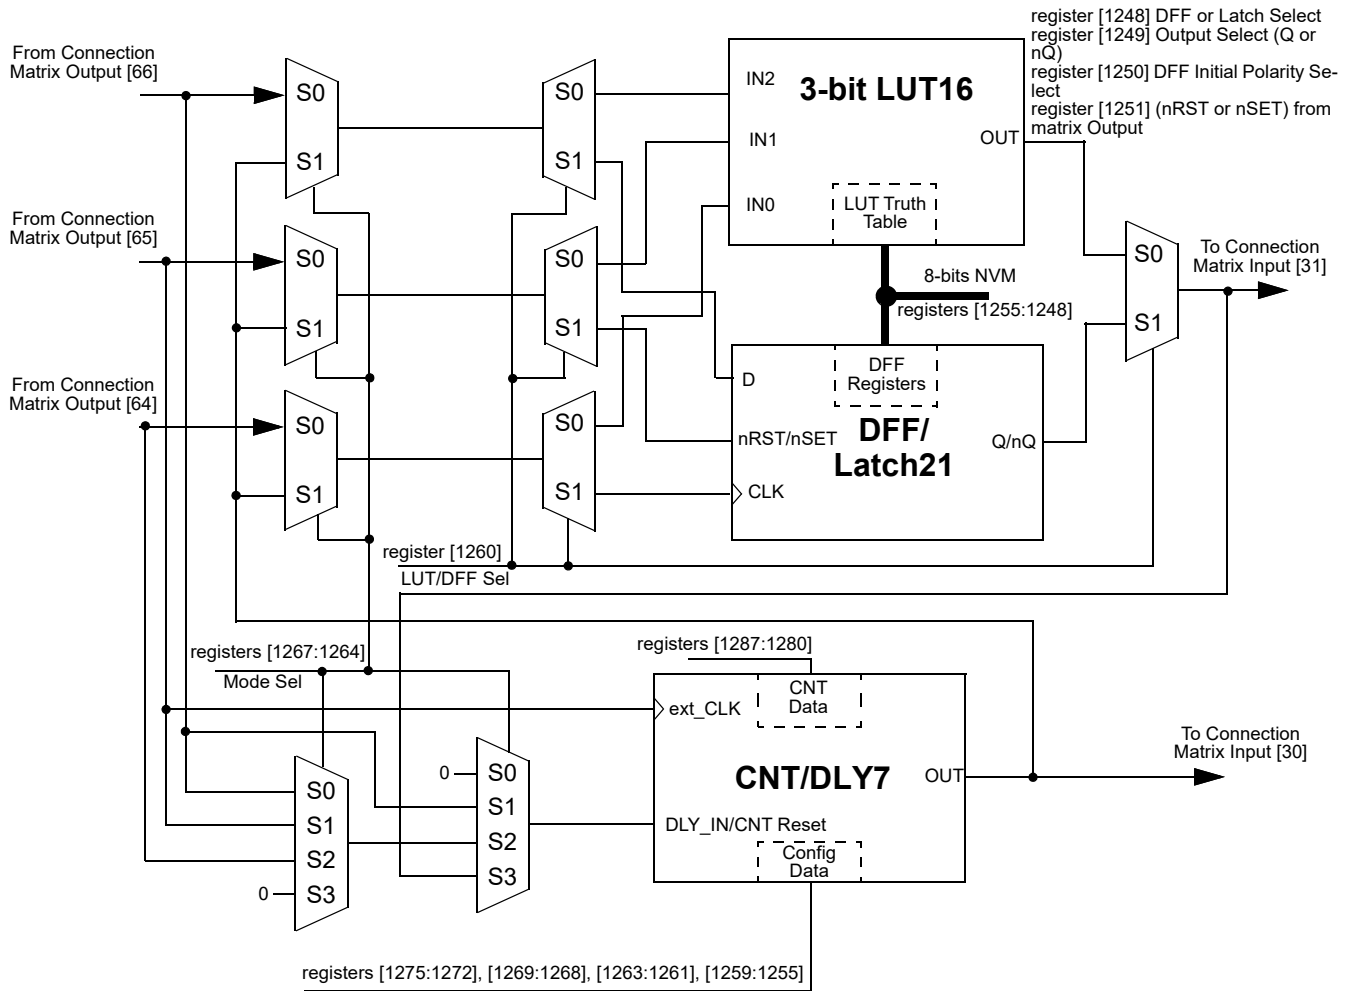 register [1248] DFF or Latch Select
register [1249] Output Select (Q or
nQ)
register [1250] DFF Initial Polarity Se-
lect
register [1251] (nRST or nSET) from
matrix Output
From Connection
Matrix Output [66]
S0
S1
S0
S1
IN2
IN1
IN0
3-bit LUT16
OUT
LUT Truth
Table
From Connection
Matrix Output [65]
S0
S1
S0
S1
8-bits NVM
registers [1255:1248]
S0
S1
To Connection
Matrix Input [31]
From Connection
Matrix Output [64]
S0
S1
S0
S1
D
nRST/nSET
CLK
DFF
Registers
DFF/
Latch21
Q/nQ
register [1260]
LUT/DFF Sel
registers [1267:1264]
Mode Sel
registers [1287:1280]
CNT
Data
ext_CLK
CNT/DLY7
OUT
DLY_IN/CNT Reset
Config
Data
To Connection
Matrix Input [30]
S0
S1
S2
0
S3
0
S0
S1
S2
S3
registers [1275:1272], [1269:1268], [1263:1261], [1259:1255]